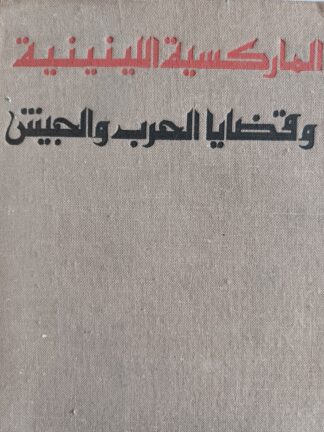 الماركسية اللينينية
وقضايا الحرب والجيش